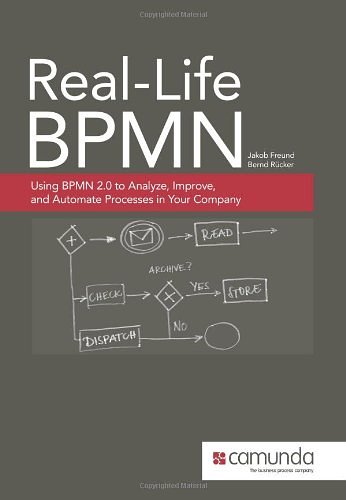 Copyrighted Material
Real-Life
BPMN
Jakob Freund
Bernd Rücker
Using BPMN 2.0 to Analyze, Improve,
and Automate Processes in Your Company
READ
ARCHIVE?
CHECK
YES
STORE
DISPATCH
NO
camunda
the business process company
Copyrighted Material